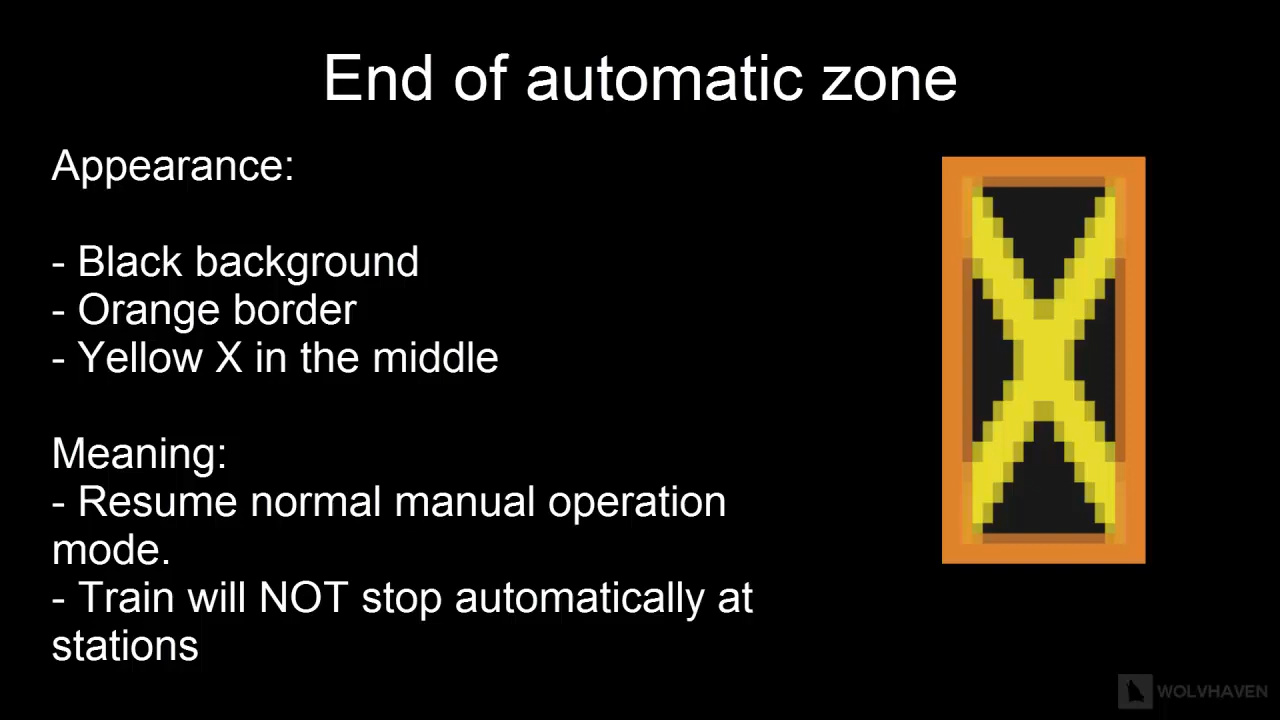 End of automatic zone
Appearance:
- Black background
- Orange border
- Yellow X in the middle
Meaning:
- Resume normal manual operation
mode.
- Train will NOT stop automatically at
stations
WOLVHAVEN